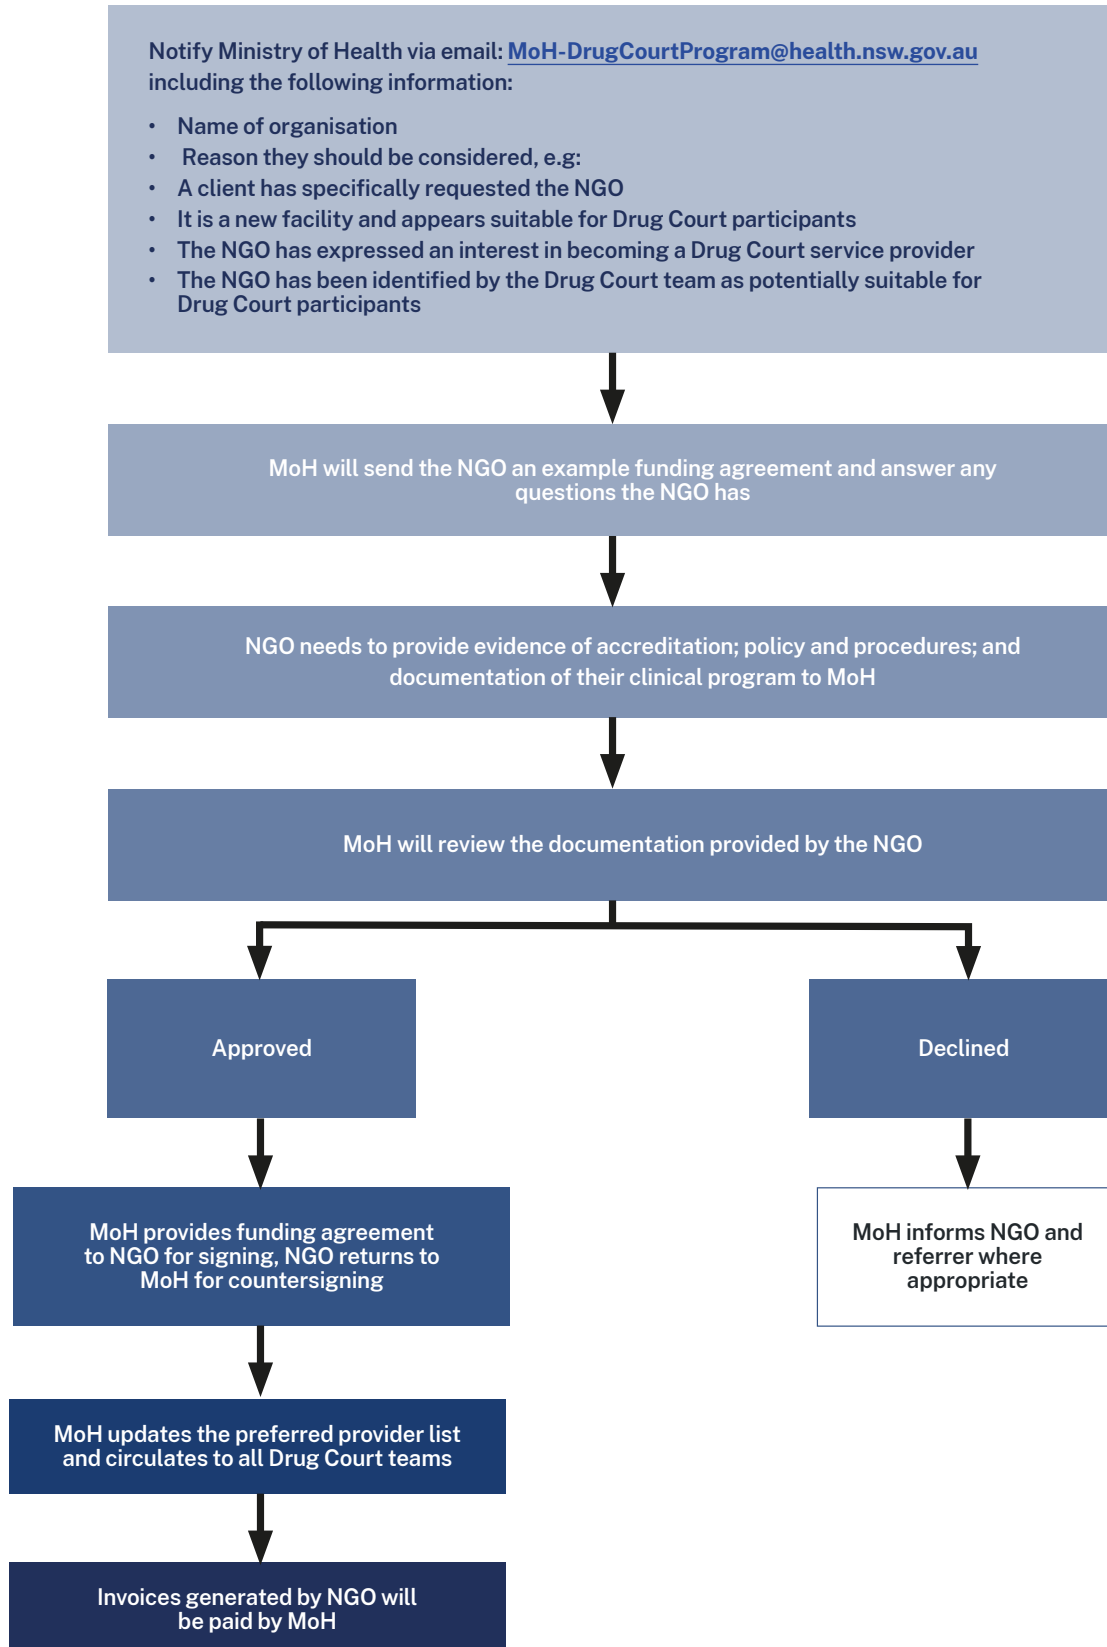 Notify Ministry of Health via email: MoH-DrugCourtProgram@health.nsw.gov.au
including the following information:
• Name of organisation
• Reason they should be considered, e.g:
• A client has specifically requested the NGO
• It is a new facility and appears suitable for Drug Court participants
• The NGO has expressed an interest in becoming a Drug Court service provider
• The NGO has been identified by the Drug Court team as potentially suitable for
Drug Court participants
MoH will send the NGO an example funding agreement and answer any
questions the NGO has
NGO needs to provide evidence of accreditation; policy and procedures; and
documentation of their clinical program to MoH
MoH will review the documentation provided by the NGO
Approved
Declined
MoH provides funding agreement
to NGO for signing, NGO returns to
MoH for countersigning
MoH informs NGO and
referrer where
appropriate
MoH updates the preferred provider list
and circulates to all Drug Court teams
Invoices generated by NGO will
be paid by MoH